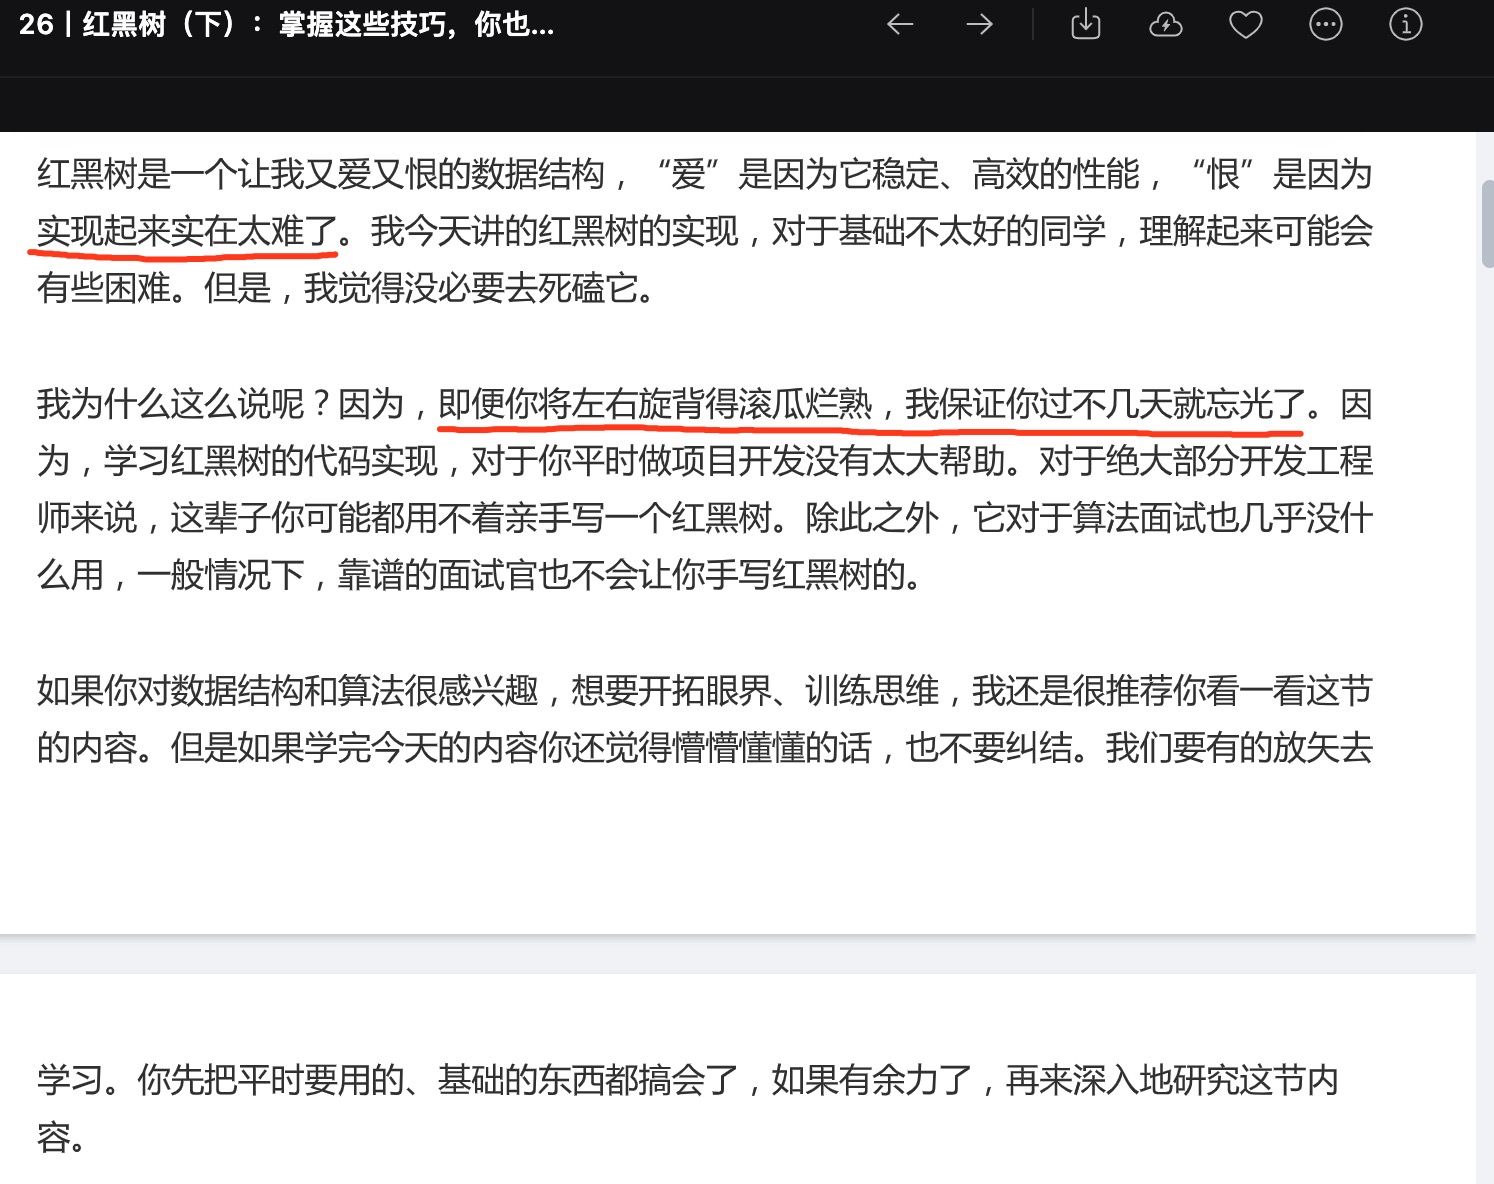 26 | 红黑树（下）：掌握这些技巧，你也...
红黑树是一个让我又爱又恨的数据结构，“爱”是因为它稳定、高效的性能，“恨”是因为
实现起来实在太难了。我今天讲的红黑树的实现，对于基础不太好的同学，理解起来可能会
有些困难。但是，我觉得没必要去死磕它。
我为什么这么说呢？因为，即便你将左右旋背得滚瓜烂熟，我保证你过不几天就忘光了。因
为，学习红黑树的代码实现，对于你平时做项目开发没有太大帮助。对于绝大部分开发工程
师来说，这辈子你可能都用不着亲手写一个红黑树。除此之外，它对于算法面试也几乎没什
么用，一般情况下，靠谱的面试官也不会让你手写红黑树的。
如果你对数据结构和算法很感兴趣，想要开拓眼界、训练思维，我还是很推荐你看一看这节
的内容。但是如果学完今天的内容你还觉得懵懵懂懂的话，也不要纠结。我们要有的放矢去
学习。你先把平时要用的、基础的东西都搞会了，如果有余力了，再来深入地研究这节内
容。